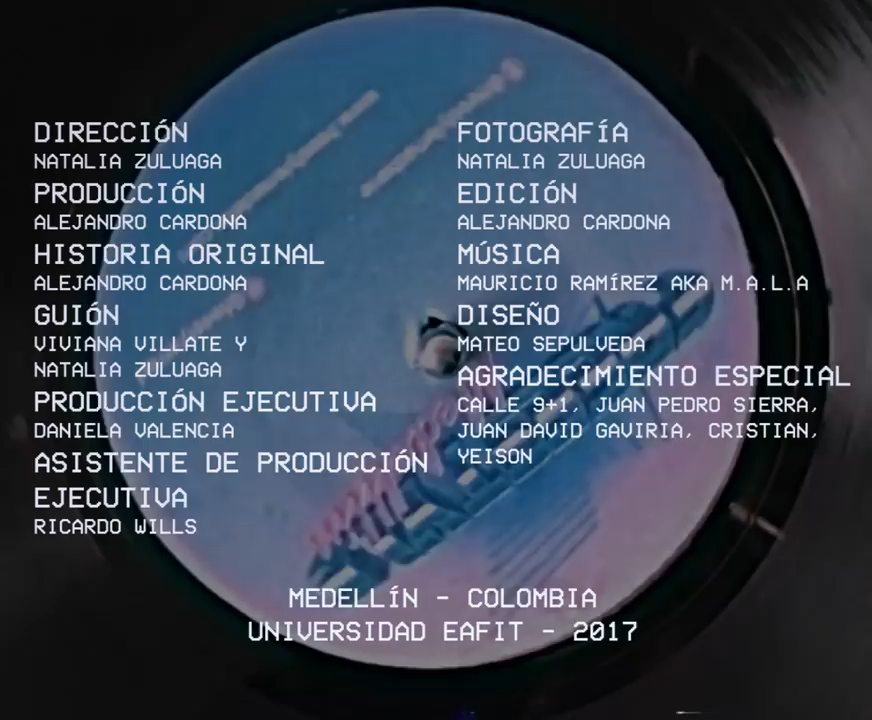 DIRECCIÓN
NATALIA ZULUAGA
PRODUCCIÓN
ALEJANDRO CARDONA
HISTORIA ORIGINAL
ALEJANDRO CARDONA
GUIÓN
VIVIANA VILLATE Y
NATALIA ZULUAGA
PRODUCCIÓN EJECUTIVA
DANIELA VALENCIA
ASISTENTE DE PRODUCCIÓN
EJECUTIVA
RICARDO WILLS
FOTOGRAFÍA
NATALIA ZULUAGA
EDICIÓN
ALEJANDRO CARDONA
MÚSICA
MAURICIO RAMÍREZ AKA M.A.L.A
DISEÑO
MATEO SEPULVEDA
AGRADECIMIENTO ESPECIAL
CALLE 9+1, JUAN PEDRO SIERRA,
JUAN DAVID GAVIRIA, CRISTIAN,
YEISON
MEDELLÍN - COLOMBIA
UNIVERSIDAD EAFIT - 2017